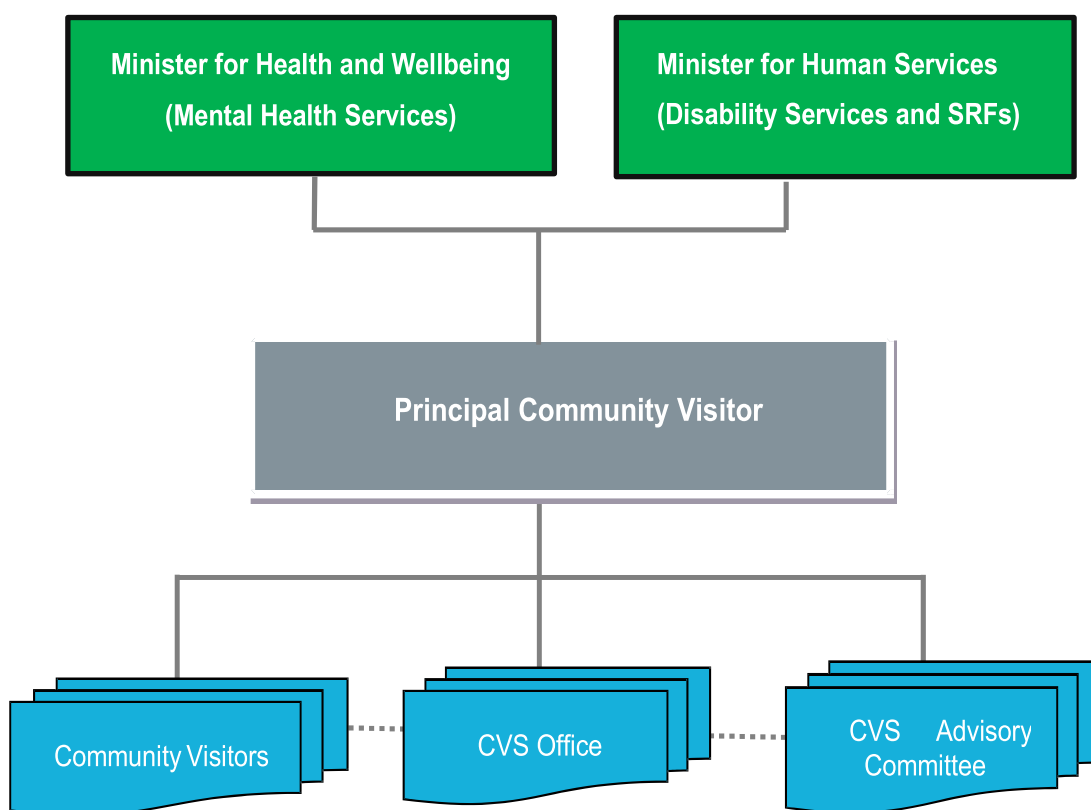 Minister for Health and Wellbeing
(Mental Health Services)
Minister for Human Services
(Disability Services and SRFs)
Principal Community Visitor
Community Visitors
CVS Office
CVS Advisory
Committee